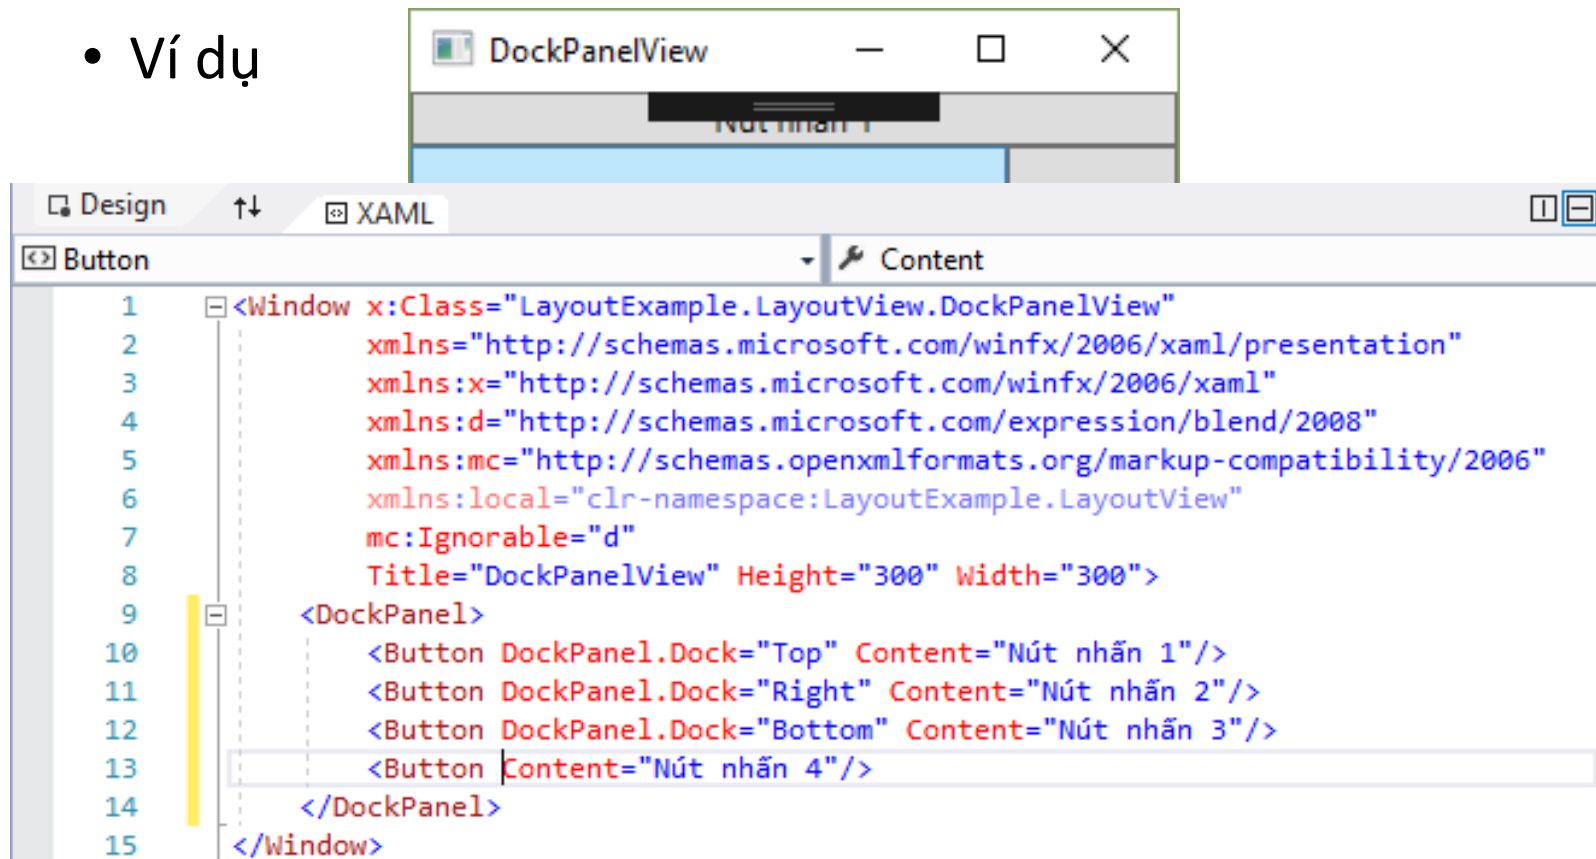 • Ví dụ
DockPanelView
Nút nhấn 1
Design
XAML
Button
Content
1 <Window x:Class="LayoutExample.LayoutView.DockPanelView"
2 xmlns="http://schemas.microsoft.com/winfx/2006/xaml/presentation"
3 xmlns:x="http://schemas.microsoft.com/winfx/2006/xaml"
4 xmlns:d="http://schemas.microsoft.com/expression/blend/2008"
5 xmlns:mc="http://schemas.openxmlformats.org/markup-compatibility/2006"
6 xmlns:local="clr-namespace:LayoutExample.LayoutView"
7 mc:Ignorable="d"
8 Title="DockPanelView" Height="300" Width="300">
9 <DockPanel>
10 <Button DockPanel.Dock="Top" Content="Nút nhấn 1"/>
11 <Button DockPanel.Dock="Right" Content="Nút nhấn 2"/>
12 <Button DockPanel.Dock="Bottom" Content="Nút nhấn 3"/>
13 <Button Content="Nút nhấn 4"/>
14 </DockPanel>
15 </Window>